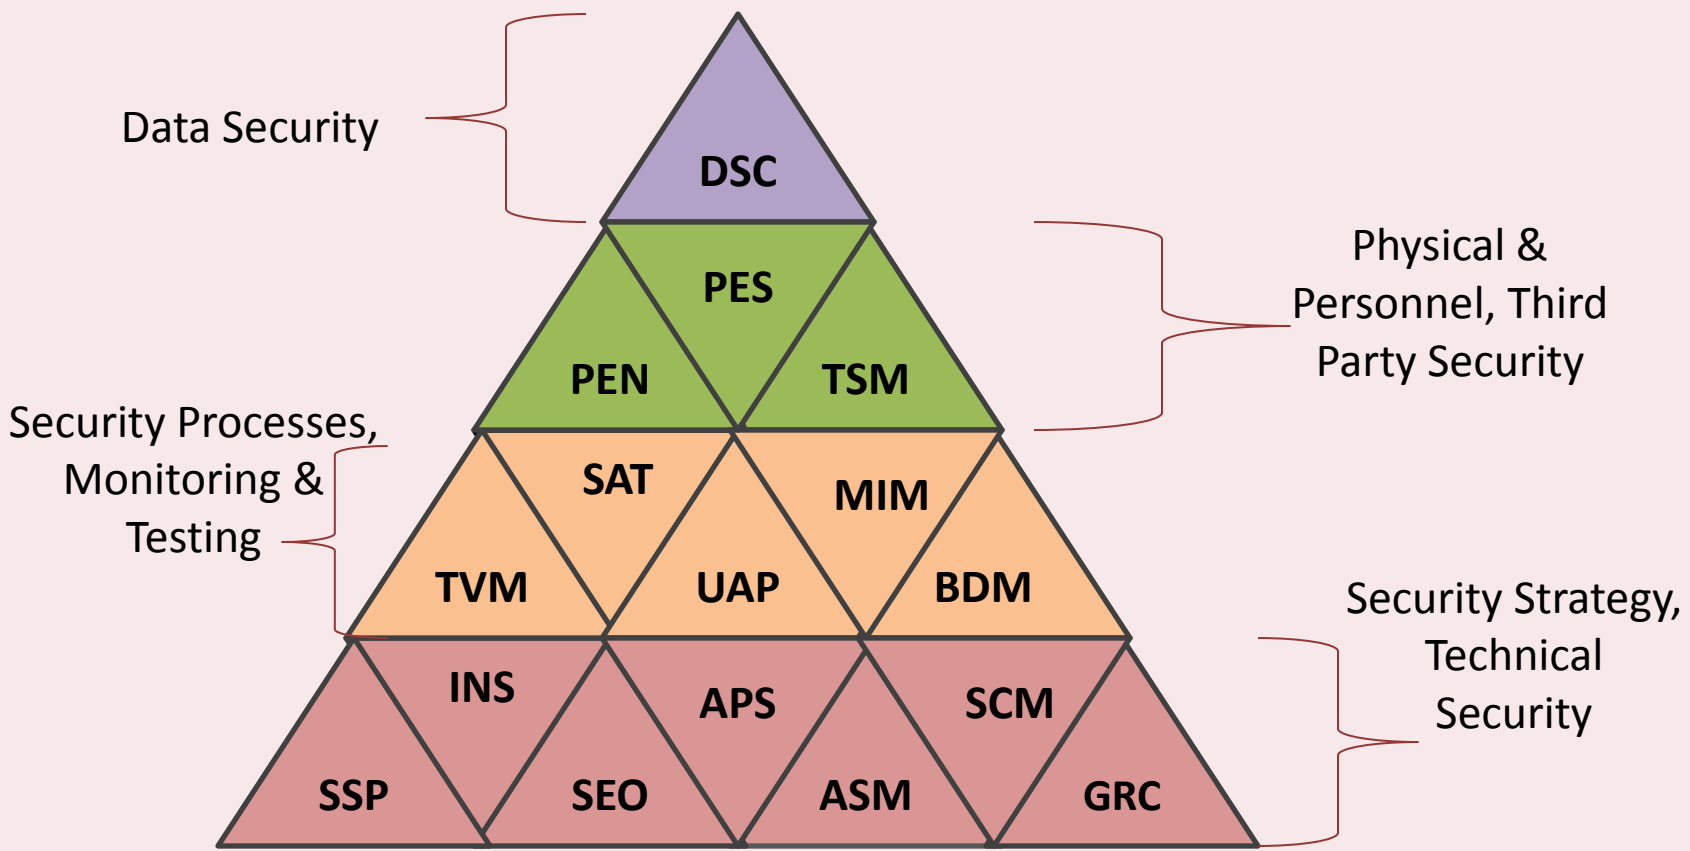 Data Security
DSC
PES
PEN
TSM
Physical &
Personnel, Third
Party Security
Security Processes,
Monitoring &
Testing
SAT
MIM
TVM
UAP
BDM
Security Strategy,
Technical
Security
INS
APS
SCM
SSP
SEO
ASM
GRC